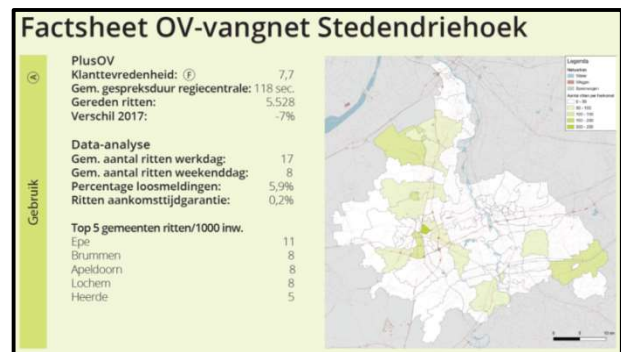 Factsheet OV-vangnet Stedendriehoek
A
Gebruik
PlusOV
Klanttevredenheid: F 7,7
Gem. gespreksduur regiecentrale: 118 sec.
Gereden ritten: 5.528
Verschil 2017: -7%
Data-analyse
Gem. aantal ritten werkdag: 17
Gem. aantal ritten weekenddag: 8
Percentage loosmeldingen: 5,9%
Ritten aankomsttijdgarantie: 0,2%
Top 5 gemeenten ritten/1000 inw.
Epe 11
Brummen 8
Apeldoorn 8
Lochem 8
Heerde 5
Legenda